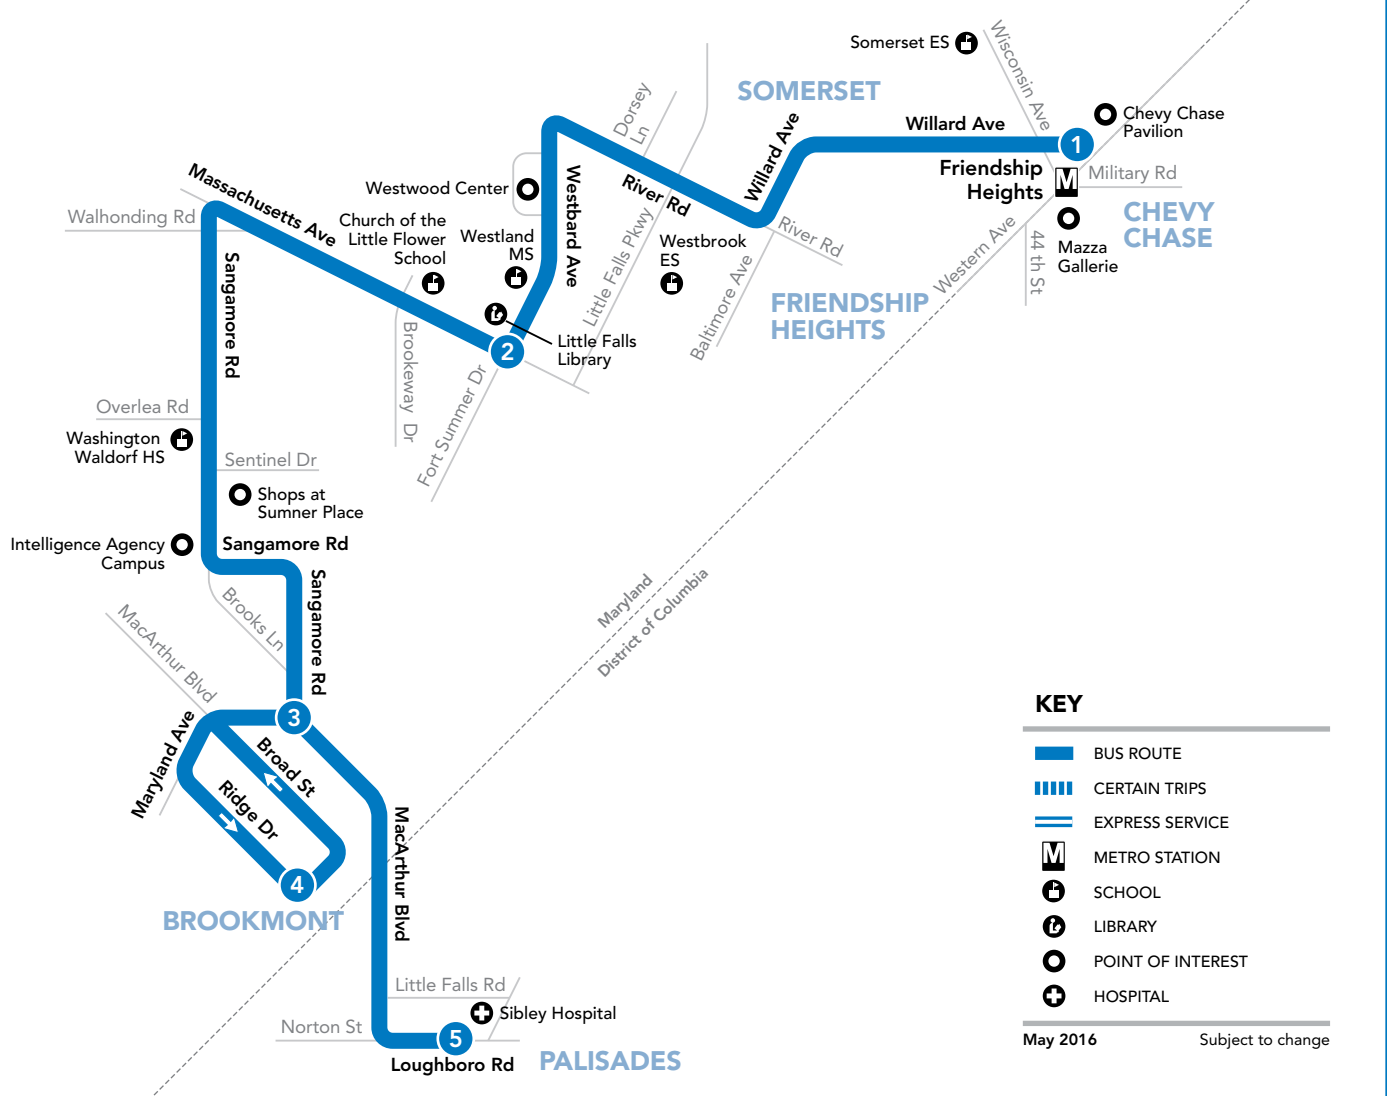 Somerset ES
Wisconsin Ave
SOMERSET
Dorsey
Ln
Willard Ave
Chevy Chase
Pavilion
1
Willard Ave
Friendship
Heights
M
Military Rd
Massachusetts Ave
Westwood Center
Westbard Ave
River Rd
CHEVY
CHASE
Walhonding Rd
Church of the
Little Flower
School
Westland
MS
Little Falls Pkwy
Westbrook
ES
River Rd
Western Ave
44 th St
Mazza
Gallerie
Sangamore Rd
Baltimore Ave
FRIENDSHIP
HEIGHTS
Brookeway Dr
2
Little Falls
Library
Fort Summer Dr
Overlea Rd
Washington
Waldorf HS
Sentinel Dr
Shops at
Sumner Place
Intelligence Agency
Campus
Sangamore Rd
Sangamore Rd
Brooks Ln
MacArthur Blvd
Maryland
District of Columbia
3
Maryland Ave
Broad St
Ridge Dr
MacArthur Blvd
4
BROOKMONT
Little Falls Rd
Sibley Hospital
Norton St
5
Loughboro Rd
PALISADES
KEY
BUS ROUTE
CERTAIN TRIPS
EXPRESS SERVICE
M
METRO STATION
SCHOOL
LIBRARY
POINT OF INTEREST
HOSPITAL
May 2016
Subject to change